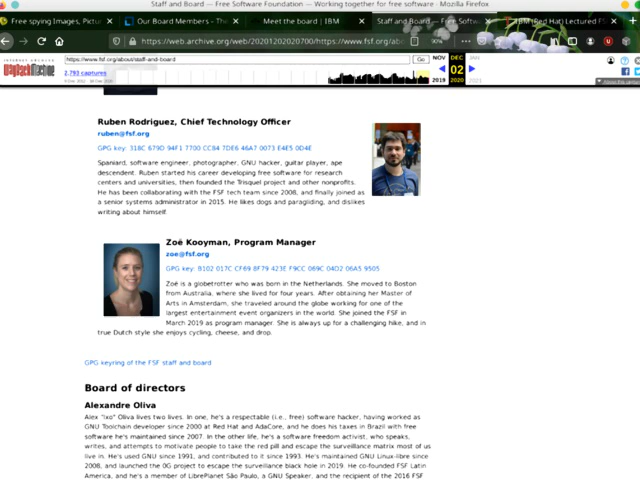 Staff and Board — Free Software Foundation — Working together for free software - Mozilla Firefox
Free spying Images, Pictur
Our Board Members - Th
Meet the board | IBM
Staff and Board — Free Softw
IBM (Red Hat) Lectured FS
https://web.archive.org/web/20201202020700/https://www.fsf.org/abo
90%
INTERNET ARCHIVE
WayBackMachine
https://www.fsf.org/about/staff-and-board
Go
NOV DEC JAN
2,793 captures
02
2019 2020 2021
About this capture
Ruben Rodriguez, Chief Technology Officer
ruben@fsf.org
GPG key: 318C 679D 94F1 7700 CC84 7DE6 46A7 0073 E4E5 0D4E
Spaniard, software engineer, photographer, GNU hacker, guitar player, ape
descendent. Ruben started his career developing free software for research
centers and universities, then founded the Trisquel project and other nonprofits.
He has been collaborating with the FSF tech team since 2008, and finally joined as
a senior systems administrator in 2015. He likes dogs and paragliding, and dislikes
writing about himself.
Zoë Kooyman, Program Manager
zoe@fsf.org
GPG key: B102 017C CF69 8F79 423E F9CC 069C 04D2 06A5 9505
Zoë is a globetrotter who was born in the Netherlands. She moved to Boston
from Australia, where she lived for four years. After obtaining her Master of
Arts in Amsterdam, she traveled around the globe working for one of the
largest entertainment event organizers in the world. She joined the FSF in
March 2019 as program manager. She is always up for a challenging hike, and in
true Dutch style she enjoys cycling, cheese, and drop.
GPG keyring of the FSF staff and board
Board of directors
Alexandre Oliva
Alex "lxo" Oliva lives two lives. In one, he's a respectable (i.e., free) software hacker, having worked as
GNU Toolchain developer since 2000 at Red Hat and AdaCore, and he does his taxes in Brazil with free
software he's maintained since 2007. In the other life, he's a software freedom activist, who speaks,
writes, and attempts to motivate people to take the red pill and escape the surveillance matrix most of us
live in. He's used GNU since 1991, and contributed to it since 1993. He's maintained GNU Linux-libre since
2008, and launched the 0G project to escape the surveillance black hole in 2019. He co-founded FSF Latin
America, and he's a member of LibrePlanet São Paulo, a GNU Speaker, and the recipient of the 2016 FSF